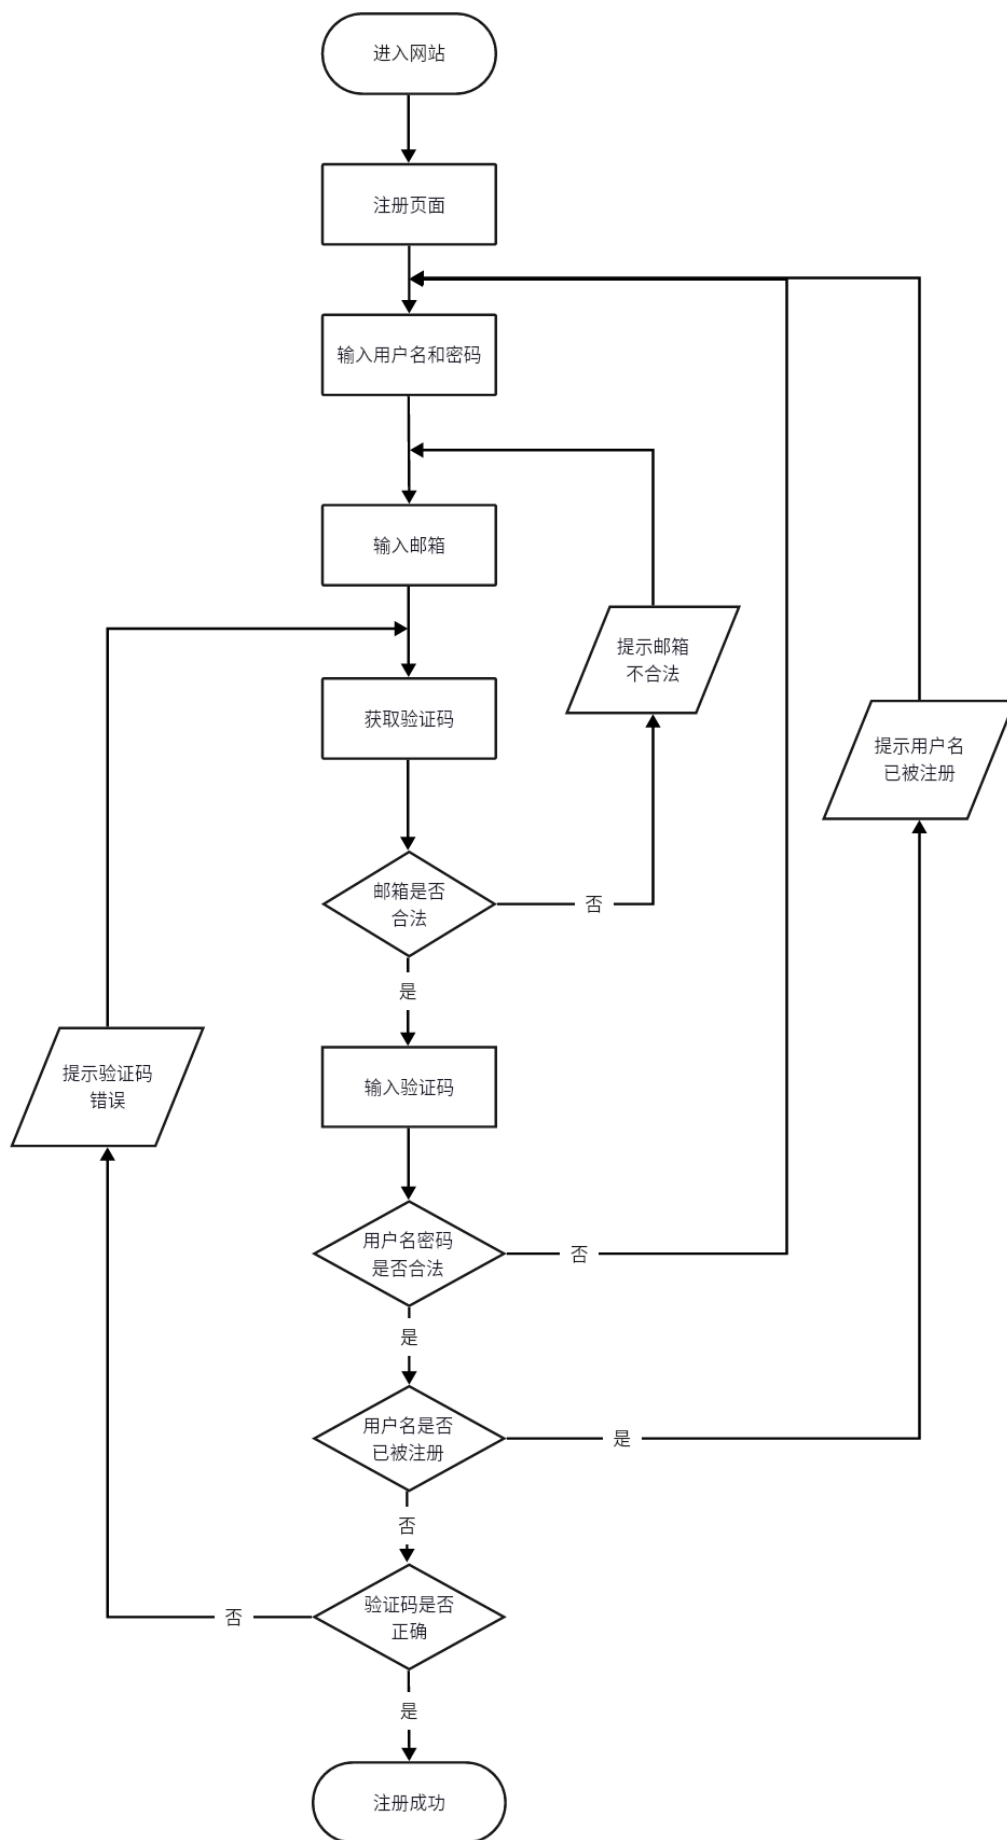 进入网站
注册页面
输入用户名和密码
输入邮箱
提示邮箱
不合法
获取验证码
提示用户名
已被注册
邮箱是否
合法
否
是
提示验证码
错误
输入验证码
用户名密码
是否合法
否
是
用户名是否
已被注册
是
否
验证码是否
正确
否
是
注册成功